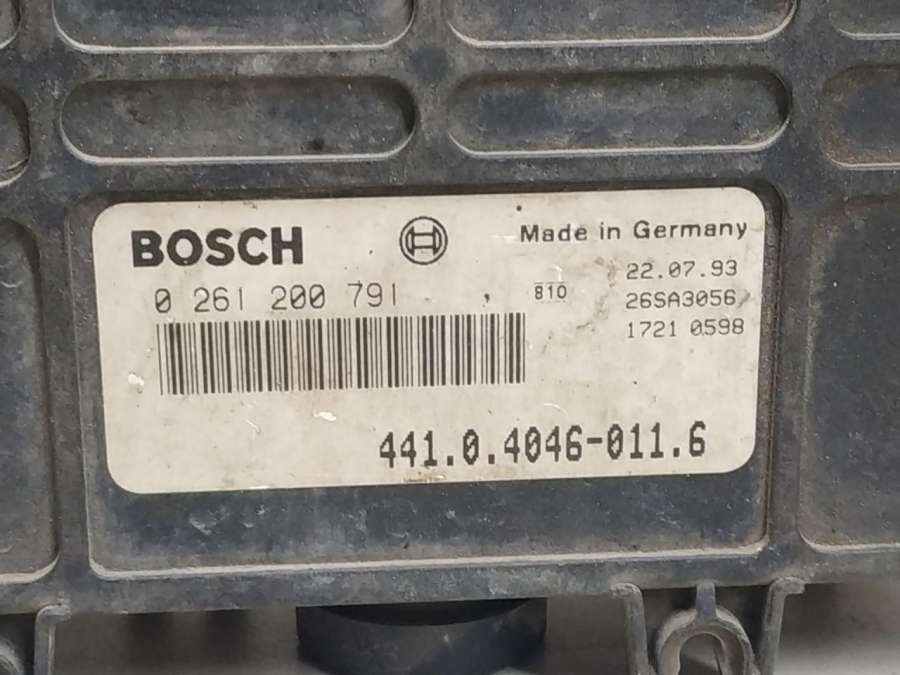 BOSCH
Made in Germany
22.07.93
0 261 200 791
810
26SA3056/
1721 0598
441.0.4046-011.6